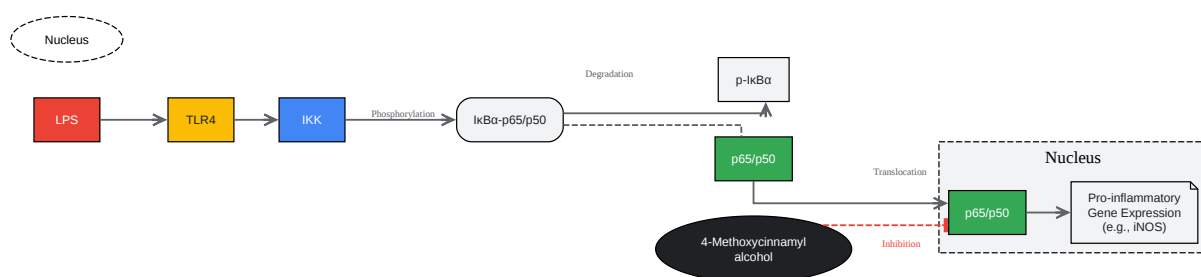 Nucleus
LPS
TLR4
IKK
Phosphorylation
IκBα-p65/p50
Degradation
p-IκBα
p65/p50
Translocation
Nucleus
p65/p50
Pro-inflammatory
Gene Expression
(e.g., iNOS)
4-Methoxycinnamyl
alcohol
Inhibition